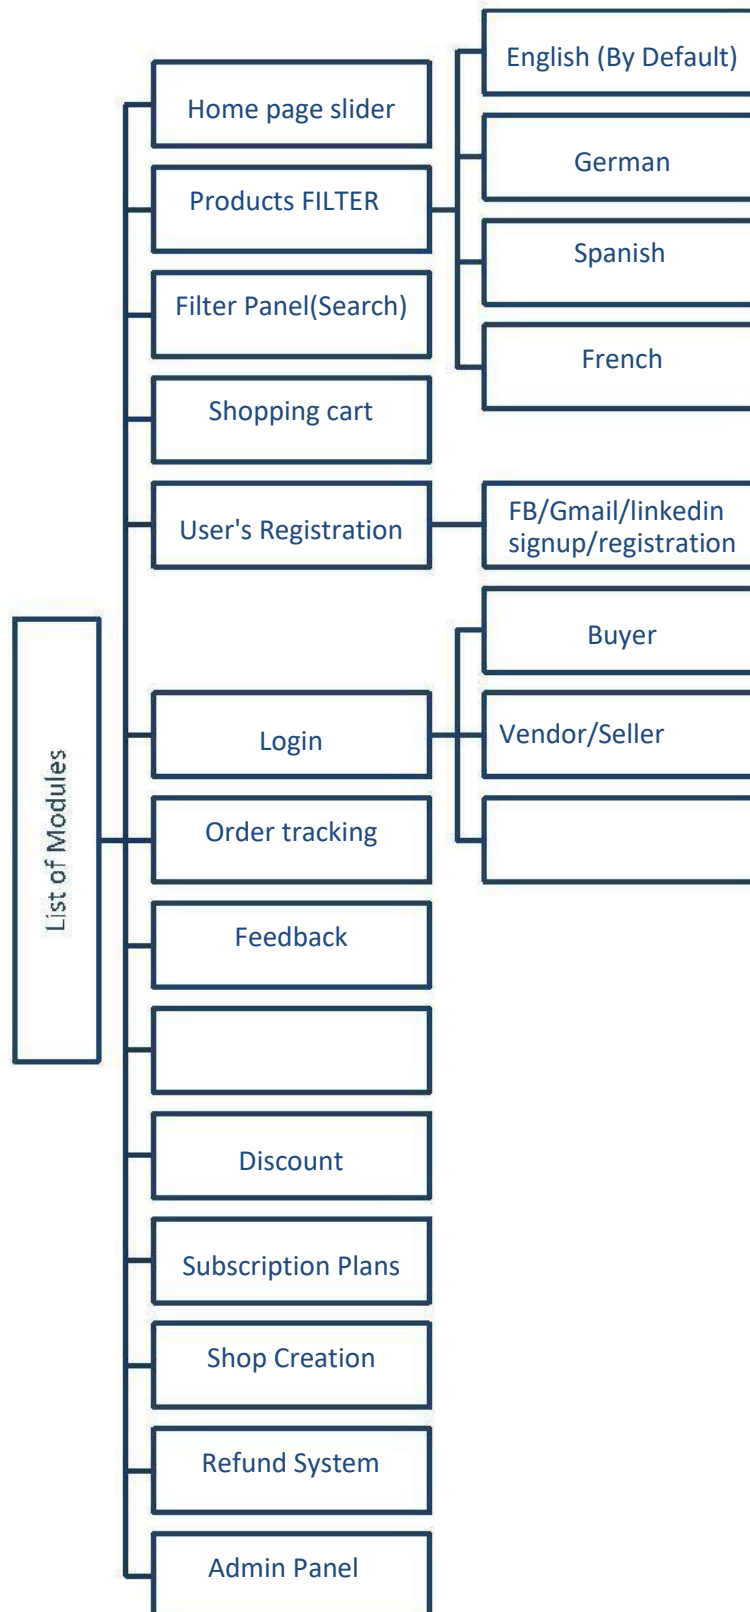 List of Modules
Home page slider
Products FILTER
English (By Default)
German
Spanish
French
Filter Panel(Search)
Shopping cart
User's Registration
FB/Gmail/linkedin
signup/registration
Login
Buyer
Vendor/Seller
Order tracking
Feedback
Discount
Subscription Plans
Shop Creation
Refund System
Admin Panel